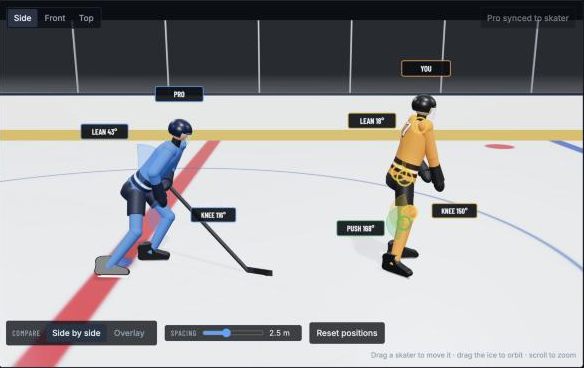 Side Front Top
Pro synced to skater
YOU
PRO
LEAN 43°
LEAN 18°
7
KNEE 116°
KNEE 150°
PUSH 168°
COMPARE Side by side Overlay
SPACING 2.5 m
Reset positions
Drag a skater to move it · drag the ice to orbit · scroll to zoom